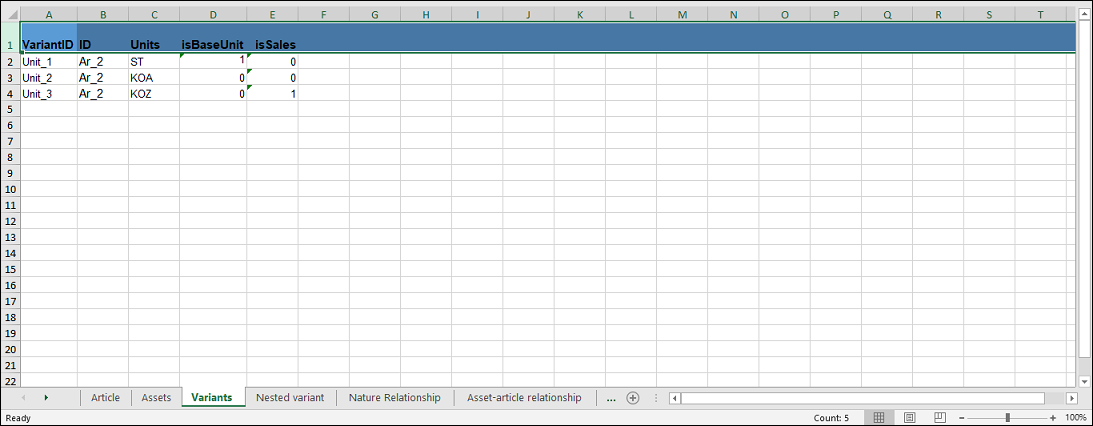 A B C D E F G H I J K L M N O P Q R S T
1 VariantID ID Units isBaseUnit isSales
2 Unit_1 Ar_2 ST 1 0
3 Unit_2 Ar_2 KOA 0 0
4 Unit_3 Ar_2 KOZ 0 1
5
6
7
8
9
10
11
12
13
14
15
16
17
18
19
20
21
22
Article Assets Variants Nested variant Nature Relationship Asset-article relationship ...
Ready Count: 5 100%